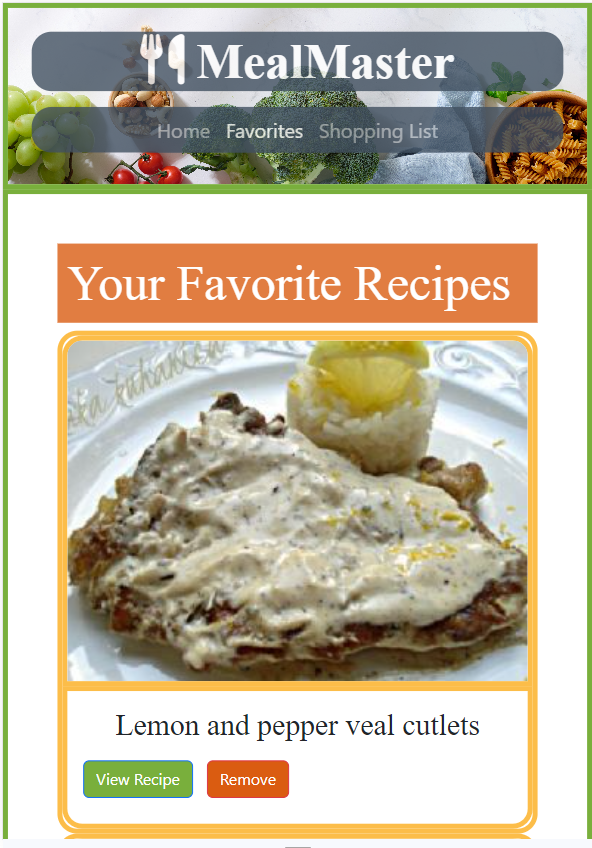 MealMaster
Home Favorites Shopping List
Your Favorite Recipes
Lemon and pepper veal cutlets
View Recipe Remove